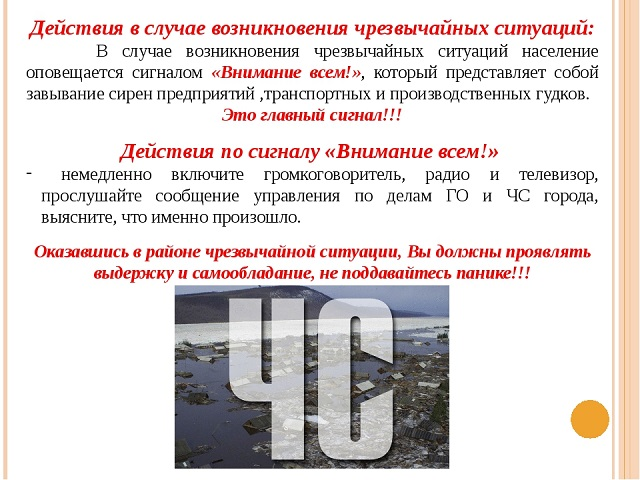 Действия в случае возникновения чрезвычайных ситуаций:
В случае возникновения чрезвычайных ситуаций население
оповещается сигналом «Внимание всем!», который представляет собой
завывание сирен предприятий ,транспортных и производственных гудков.
Это главный сигнал!!!
Действия по сигналу «Внимание всем!»
- немедленно включите громкоговоритель, радио и телевизор,
прослушайте сообщение управления по делам ГО и ЧС города,
выясните, что именно произошло.
Оказавшись в районе чрезвычайной ситуации, Вы должны проявлять
выдержку и самообладание, не поддавайтесь панике!!!
ЧС